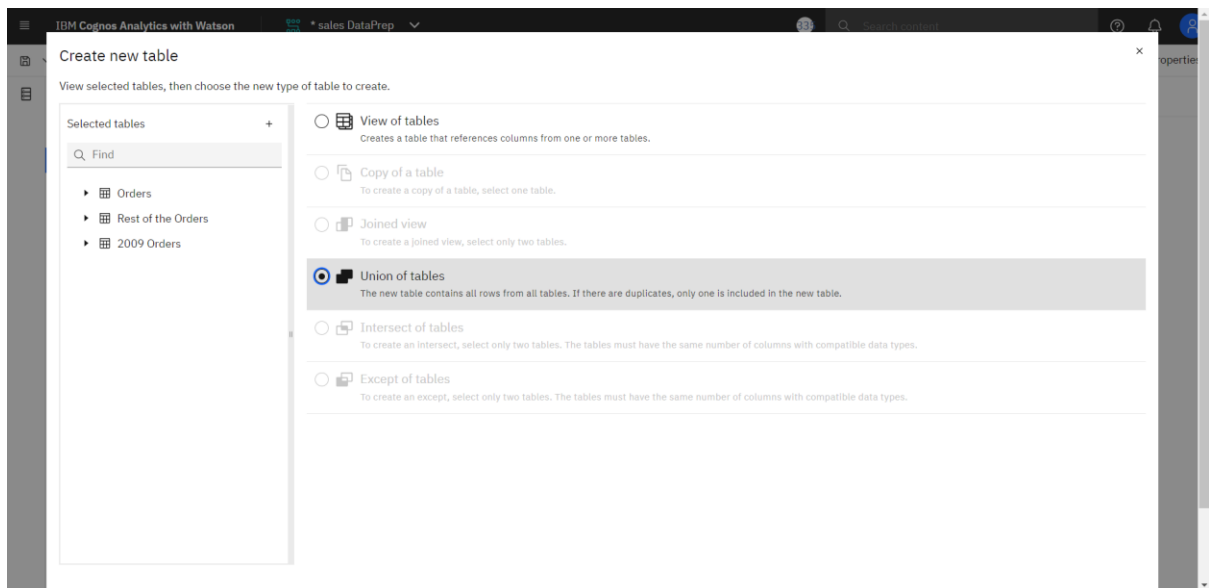 IBM Cognos Analytics with Watson
* sales DataPrep
Search content
Create new table
View selected tables, then choose the new type of table to create.
Selected tables
Find
Orders
Rest of the Orders
2009 Orders
View of tables
Creates a table that references columns from one or more tables.
Copy of a table
To create a copy of a table, select one table.
Joined view
To create a joined view, select only two tables.
Union of tables
The new table contains all rows from all tables. If there are duplicates, only one is included in the new table.
Intersect of tables
To create an intersect, select only two tables. The tables must have the same number of columns with compatible data types.
Except of tables
To create an except, select only two tables. The tables must have the same number of columns with compatible data types.